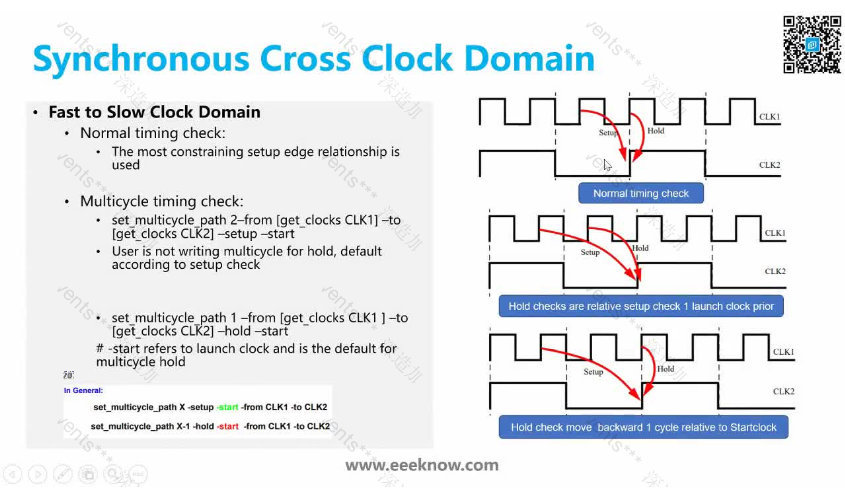 Synchronous Cross Clock Domain
• Fast to Slow Clock Domain
• Normal timing check:
• The most constraining setup edge relationship is
used
• Multicycle timing check:
• set_multicycle_path 2–from [get_clocks CLK1] –to
[get_clocks CLK2] –setup –start
• User is not writing multicycle for hold, default
according to setup check
• set_multicycle_path 1 –from [get_clocks CLK1 ] –to
[get_clocks CLK2] –hold –start
# -start refers to launch clock and is the default for
multicycle hold
In General:
set_multicycle_path X -setup -start -from CLK1 -to CLK2
set_multicycle_path X-1 -hold -start -from CLK1 -to CLK2
CLK1
Setup
Hold
CLK2
Normal timing check
CLK1
Setup
Hold
CLK2
Hold checks are relative setup check 1 launch clock prior
CLK1
Setup
Hold
CLK2
Hold check move backward 1 cycle relative to Startclock
www.eeeknow.com